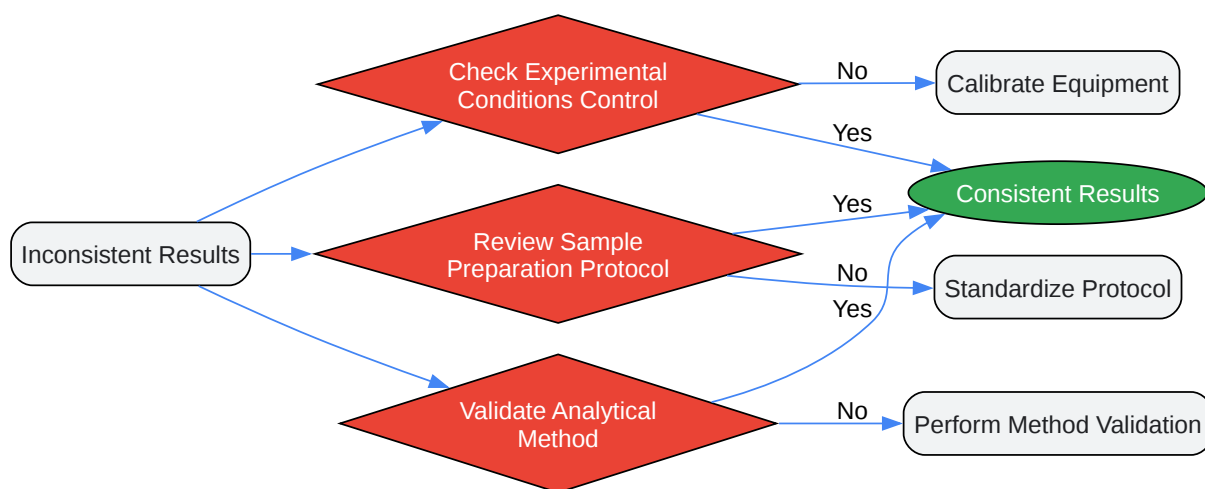 Check Experimental
Conditions Control
No
Calibrate Equipment
Yes
Consistent Results
Inconsistent Results
Review Sample
Preparation Protocol
Yes
No
Standardize Protocol
Yes
Validate Analytical
Method
No
Perform Method Validation